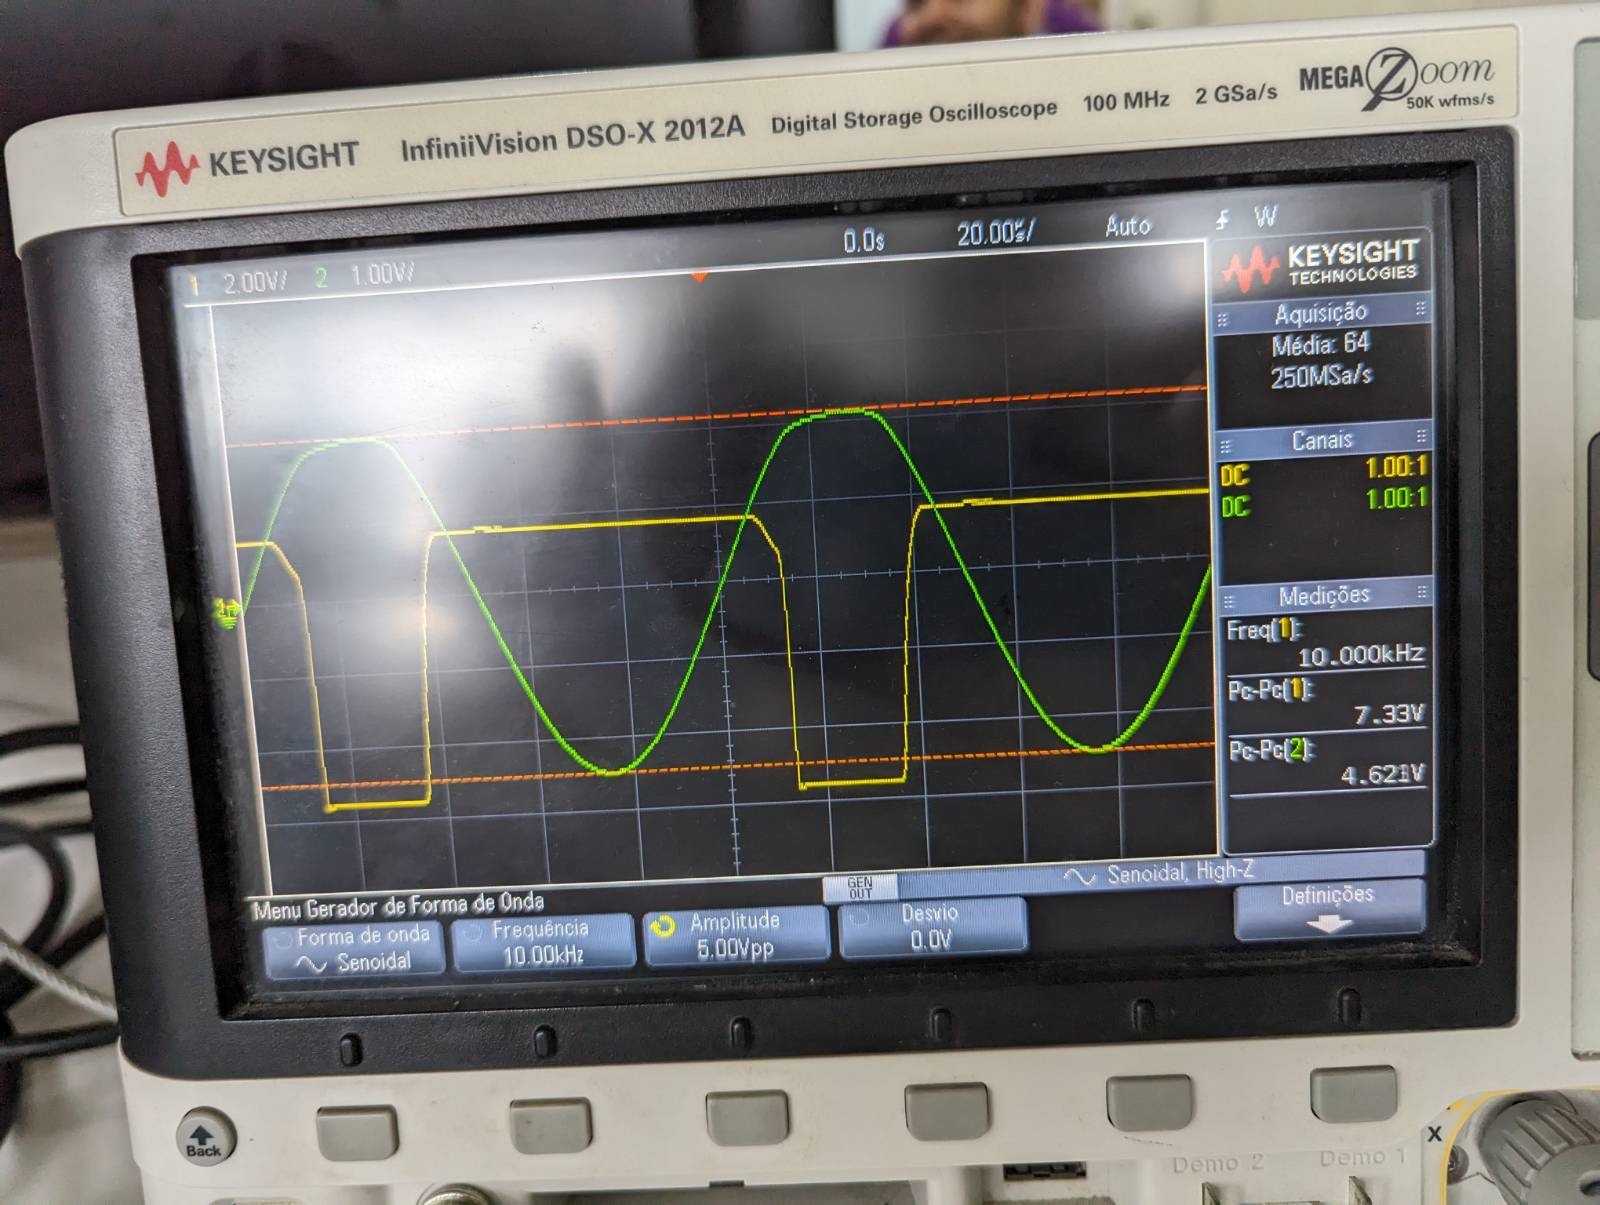 KEYSIGHT InfiniiVision DSO-X 2012A Digital Storage Oscilloscope 100 MHz 2 GSa/s MEGA Zoom
50K wfms/s
1 2.00V/ 2 1.00V/ 0.0s 20.00us/ Auto W
KEYSIGHT
TECHNOLOGIES
Aquisição
Média: 64
250MSa/s
Canais
DC 1.00:1
DC 1.00:1
Medições
Freq(1):
10.000kHz
Pc-Pc(1):
7.33V
Pc-Pc(2):
4.621V
Menu Gerador de Forma de Onda
GEN
OUT
Senoidal, High-Z
Forma de onda
Senoidal
Frequência
10.00kHz
Amplitude
5.00Vpp
Desvio
0.0V
Definições
Back
X
Demo 2 Demo 1